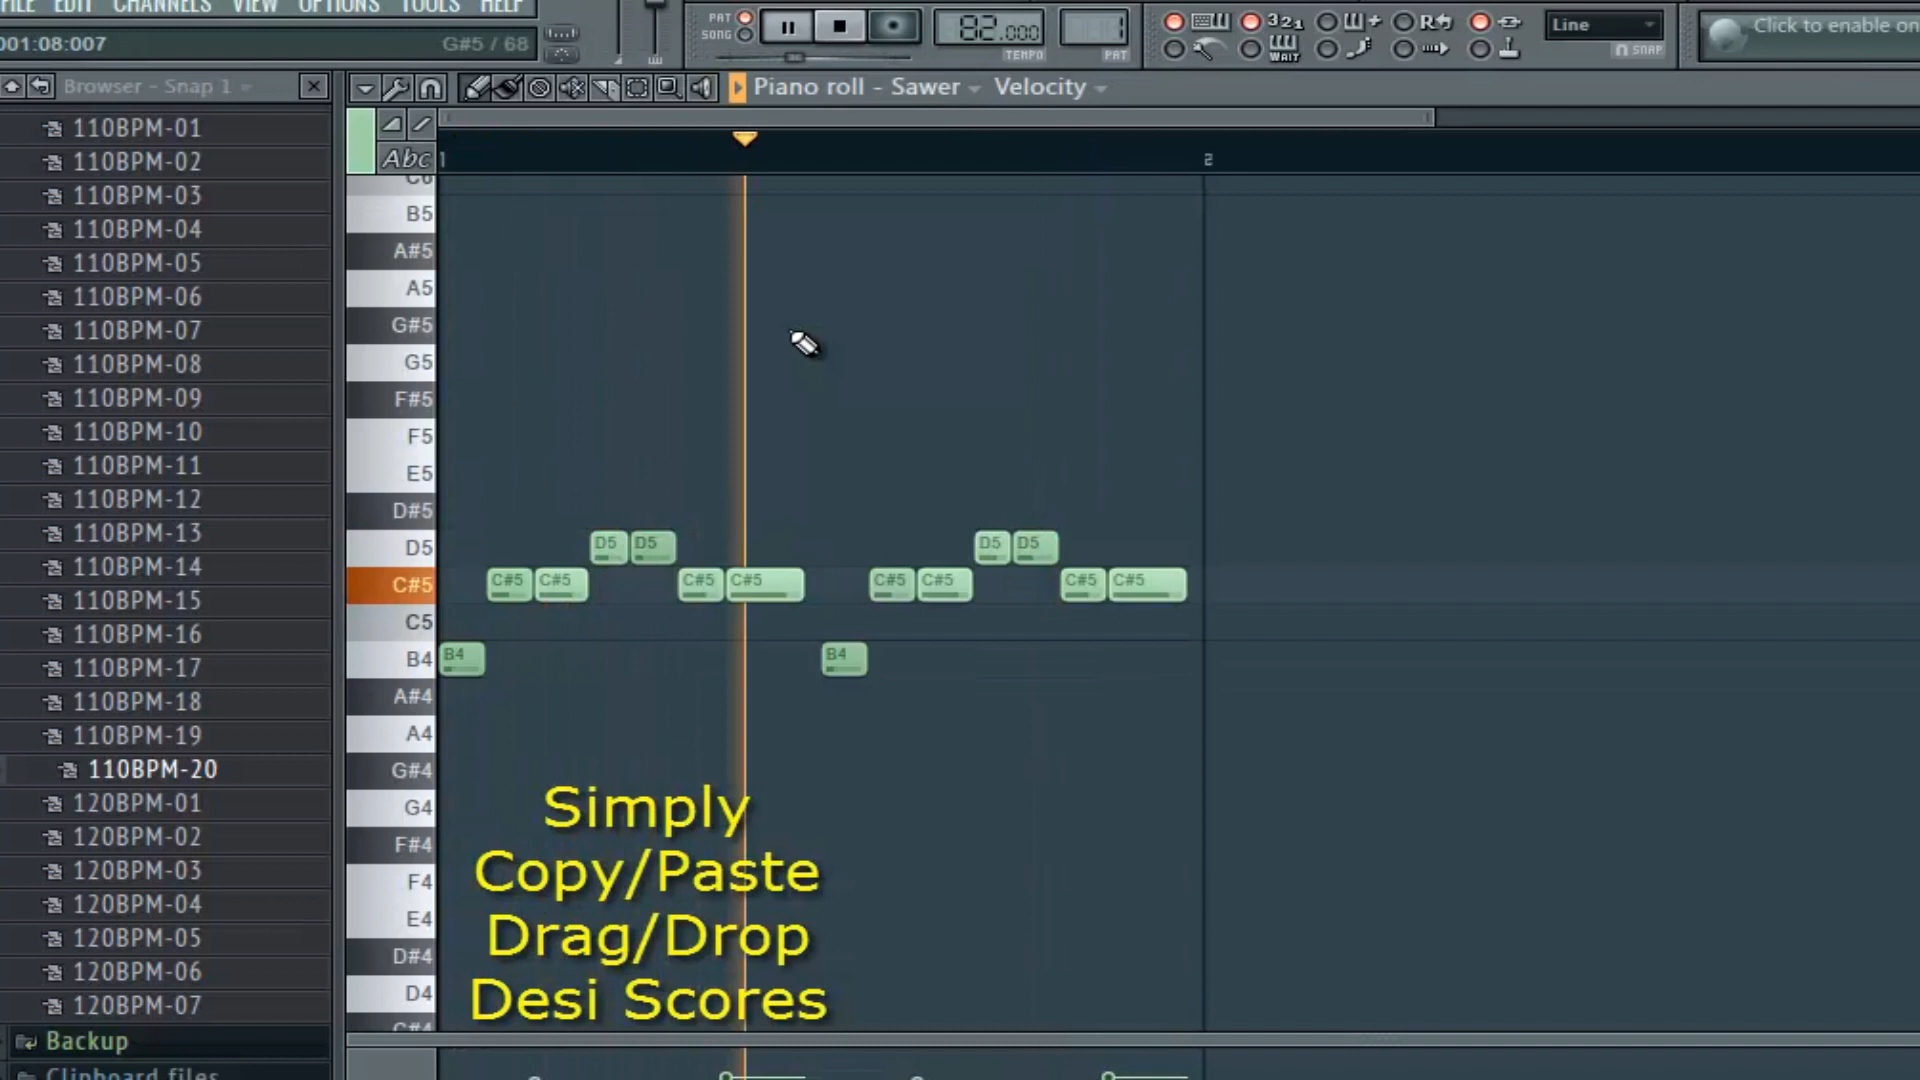 FILE EDIT CHANNELS VIEW OPTIONS TOOLS HELP
001:08:007 G#5 / 68
PAT
SONG
82.000
TEMPO
1
PAT
321
WAIT
R
Line
SNAP
Click to enable on
Browser - Snap 1
Piano roll - Sawer Velocity
Abc
1 2
110BPM-01
110BPM-02
110BPM-03
110BPM-04
110BPM-05
110BPM-06
110BPM-07
110BPM-08
110BPM-09
110BPM-10
110BPM-11
110BPM-12
110BPM-13
110BPM-14
110BPM-15
110BPM-16
110BPM-17
110BPM-18
110BPM-19
110BPM-20
120BPM-01
120BPM-02
120BPM-03
120BPM-04
120BPM-05
120BPM-06
120BPM-07
Backup
Clipboard files
C6
B5
A#5
A5
G#5
G5
F#5
F5
E5
D#5
D5 D5 D5 D5 D5
C#5 C#5 C#5 C#5 C#5 C#5 C#5 C#5 C#5
C5
B4 B4 B4
A#4
A4
G#4
G4
F#4
F4
E4
D#4
D4
C#4
Simply
Copy/Paste
Drag/Drop
Desi Scores